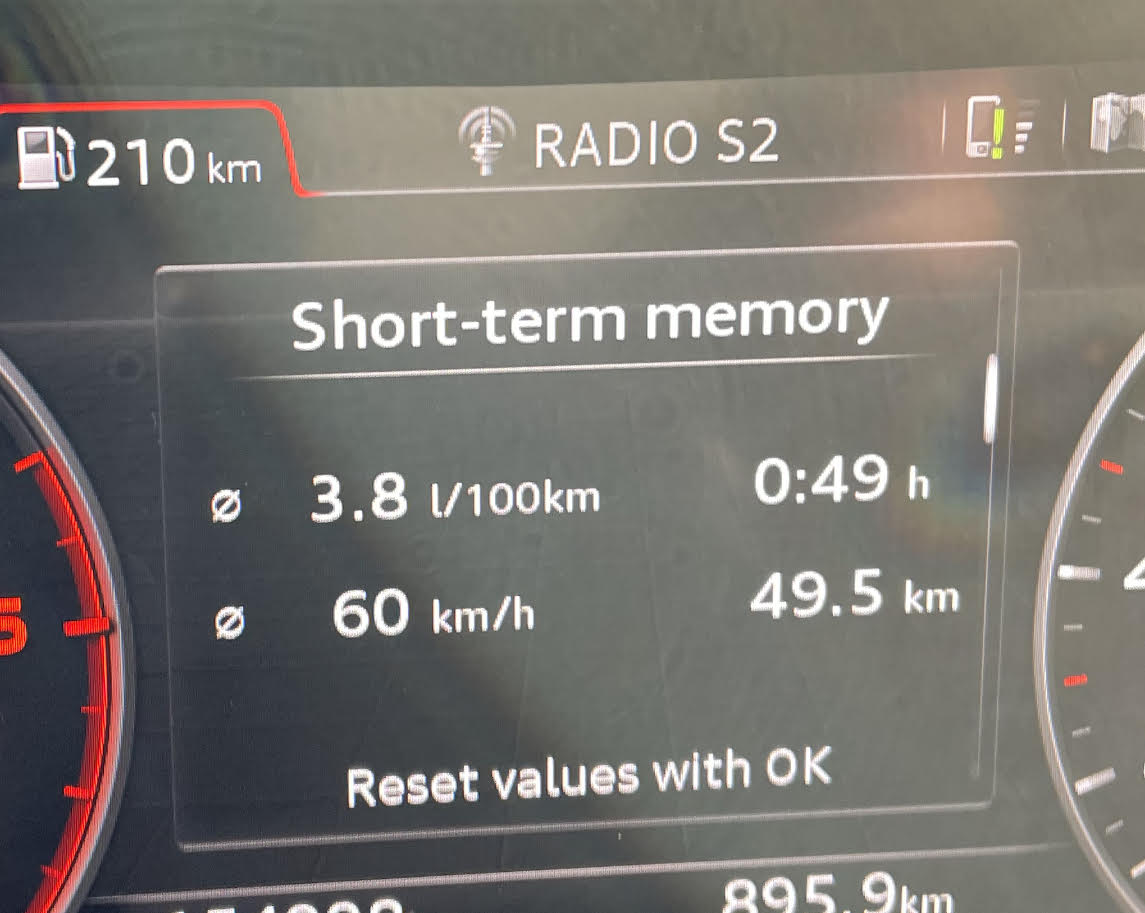 210 km RADIO S2
Short-term memory
Ø 3.8 l/100km 0:49 h
Ø 60 km/h 49.5 km
5
Reset values with OK
895.9km